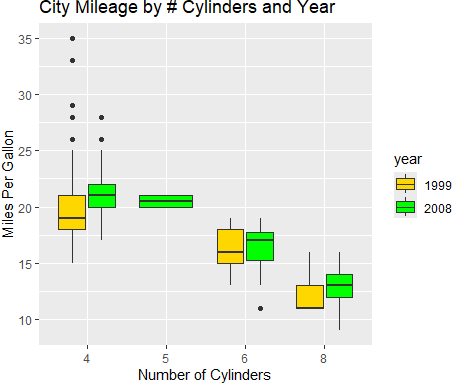 City Mileage by # Cylinders and Year
35
30
25
20
15
10
Miles Per Gallon
4 5 6 8
Number of Cylinders
year
1999
2008